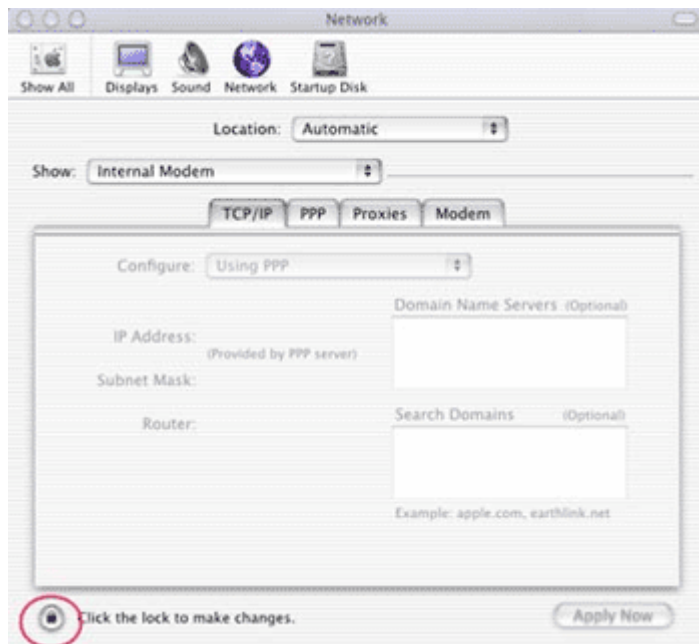 Network
Show All Displays Sound Network Startup Disk
Location: Automatic
Show: Internal Modem
TCP/IP PPP Proxies Modem
Configure: Using PPP
Domain Name Servers (Optional)
IP Address:
(Provided by PPP server)
Subnet Mask:
Router:
Search Domains (Optional)
Example: apple.com, earthlink.net
Click the lock to make changes.
Apply Now